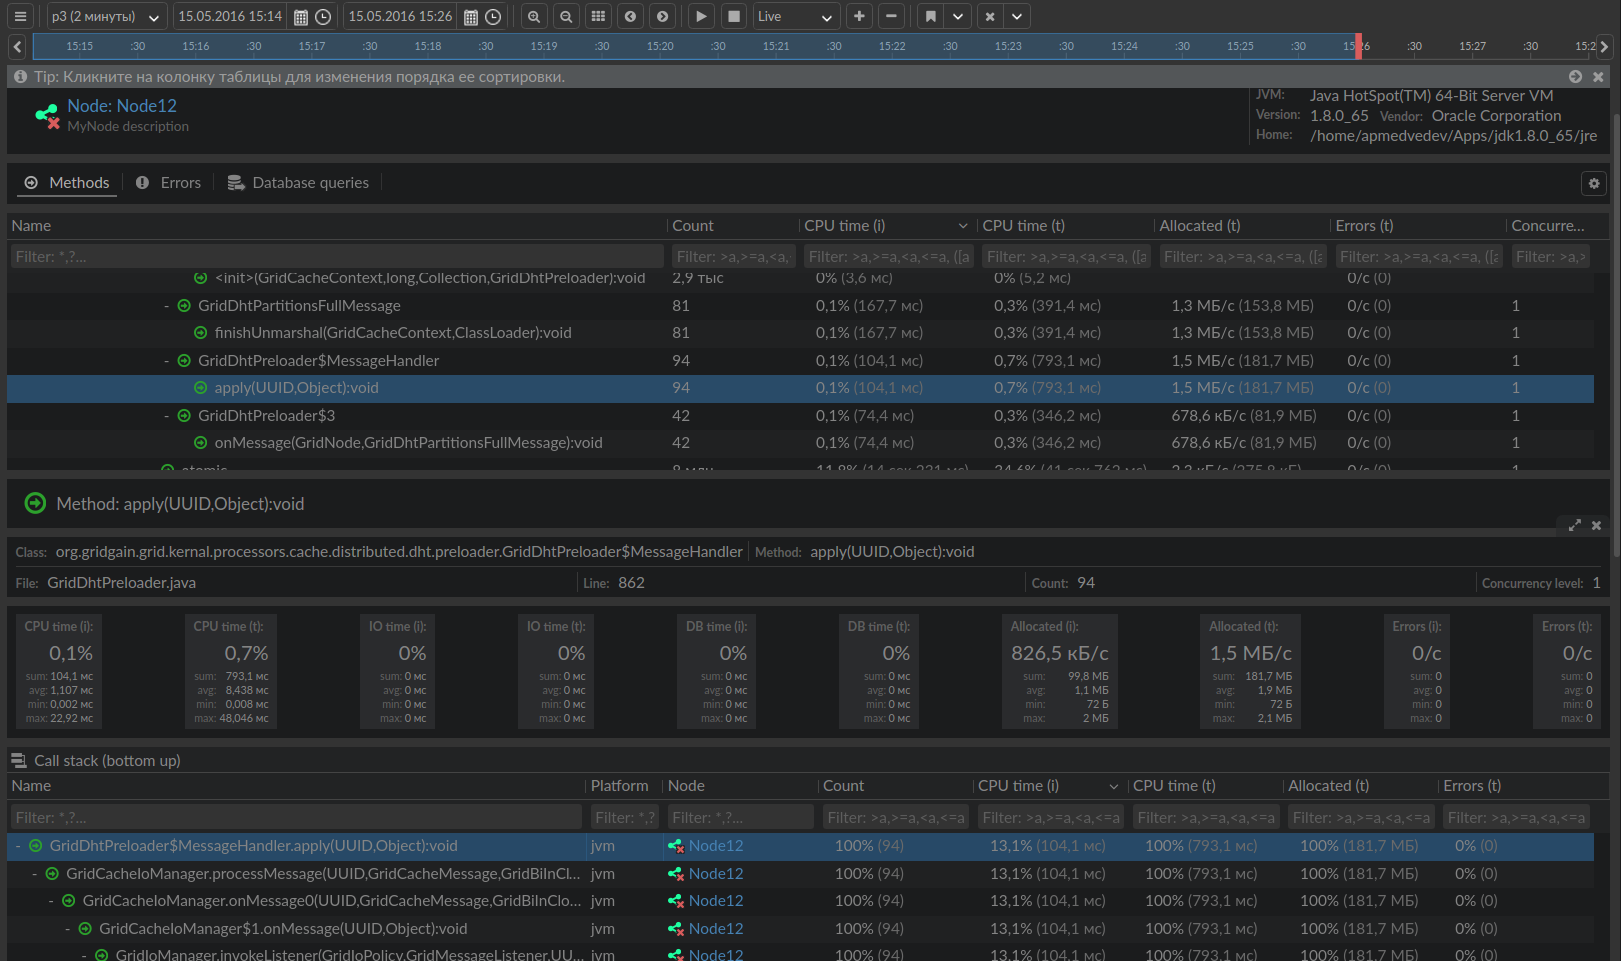 р3 (2 минуты) 15.05.2016 15:14 15.05.2016 15:26 Live
15:15 :30 15:16 :30 15:17 :30 15:18 :30 15:19 :30 15:20 :30 15:21 :30 15:22 :30 15:23 :30 15:24 :30 15:25 :30 15:26 :30 15:27 :30 15:2
Tip: Кликните на колонку таблицы для изменения порядка ее сортировки.
Node: Node12
MyNode description
JVM: Java HotSpot(TM) 64-Bit Server VM
Version: 1.8.0_65 Vendor: Oracle Corporation
Home: /home/apmedvedev/Apps/jdk1.8.0_65/jre
Methods Errors Database queries
Name Count CPU time (i) CPU time (t) Allocated (t) Errors (t) Concurre...
Filter: *,?... Filter: >a,>=a,<a, Filter: >a,>=a,<a,<=a, ([a Filter: >a,>=a,<a,<=a, ([a Filter: >a,>=a,<a,<=a, ([a Filter: >a,>=a,<a,<=a, ([a Filter: >a,>
<init>(GridCacheContext,long,Collection,GridDhtPreloader):void 2,9 тыс 0% (3,6 мс) 0% (5,2 мс) 0/с (0)
- GridDhtPartitionsFullMessage 81 0,1% (167,7 мс) 0,3% (391,4 мс) 1,3 МБ/с (153,8 МБ) 0/с (0) 1
finishUnmarshal(GridCacheContext,ClassLoader):void 81 0,1% (167,7 мс) 0,3% (391,4 мс) 1,3 МБ/с (153,8 МБ) 0/с (0) 1
- GridDhtPreloader$MessageHandler 94 0,1% (104,1 мс) 0,7% (793,1 мс) 1,5 МБ/с (181,7 МБ) 0/с (0) 1
apply(UUID,Object):void 94 0,1% (104,1 мс) 0,7% (793,1 мс) 1,5 МБ/с (181,7 МБ) 0/с (0) 1
- GridDhtPreloader$3 42 0,1% (74,4 мс) 0,3% (346,2 мс) 678,6 кБ/с (81,9 МБ) 0/с (0) 1
onMessage(GridNode,GridDhtPartitionsFullMessage):void 42 0,1% (74,4 мс) 0,3% (346,2 мс) 678,6 кБ/с (81,9 МБ) 0/с (0) 1
atomic 0/с (0) 1
Method: apply(UUID,Object):void
Class: org.gridgain.grid.kernal.processors.cache.distributed.dht.preloader.GridDhtPreloader$MessageHandler Method: apply(UUID,Object):void
File: GridDhtPreloader.java Line: 862 Count: 94 Concurrency level: 1
CPU time (i): CPU time (t): IO time (i): IO time (t): DB time (i): DB time (t): Allocated (i): Allocated (t): Errors (i): Errors (t):
0,1% 0,7% 0% 0% 0% 0% 826,5 кБ/с 1,5 МБ/с 0/с 0/с
sum: 104,1 мс sum: 793,1 мс sum: 0 мс sum: 0 мс sum: 0 мс sum: 0 мс sum: 99,8 МБ sum: 181,7 МБ sum: 0 sum: 0
avg: 1,107 мс avg: 8,438 мс avg: 0 мс avg: 0 мс avg: 0 мс avg: 0 мс avg: 1,1 МБ avg: 1,9 МБ avg: 0 avg: 0
min: 0,002 мс min: 0,008 мс min: 0 мс min: 0 мс min: 0 мс min: 0 мс min: 72 Б min: 72 Б min: 0 min: 0
max: 22,92 мс max: 48,046 мс max: 0 мс max: 0 мс max: 0 мс max: 0 мс max: 2 МБ max: 2,1 МБ max: 0 max: 0
Call stack (bottom up)
Name Platform Node Count CPU time (i) CPU time (t) Allocated (t) Errors (t)
Filter: *,?... Filter: *,? Filter: *,?... Filter: >a,>=a,<a,<=a Filter: >a,>=a,<a,<=a Filter: >a,>=a,<a,<=a Filter: >a,>=a,<a,<=a Filter: >a,>=a,<a,<=a
- GridDhtPreloader$MessageHandler.apply(UUID,Object):void jvm Node12 100% (94) 13,1% (104,1 мс) 100% (793,1 мс) 100% (181,7 МБ) 0% (0)
- GridCacheIoManager.processMessage(UUID,GridCacheMessage,GridBiInCl... jvm Node12 100% (94) 13,1% (104,1 мс) 100% (793,1 мс) 100% (181,7 МБ) 0% (0)
- GridCacheIoManager.onMessage0(UUID,GridCacheMessage,GridBiInClo... jvm Node12 100% (94) 13,1% (104,1 мс) 100% (793,1 мс) 100% (181,7 МБ) 0% (0)
- GridCacheIoManager$1.onMessage(UUID,Object):void jvm Node12 100% (94) 13,1% (104,1 мс) 100% (793,1 мс) 100% (181,7 МБ) 0% (0)
- GridIoManager.invokeListener(GridIoPolicy,GridMessageListener,UU... jvm Node12 100% (94) 13,1% (104,1 мс) 100% (793,1 мс) 100% (181,7 МБ) 0% (0)